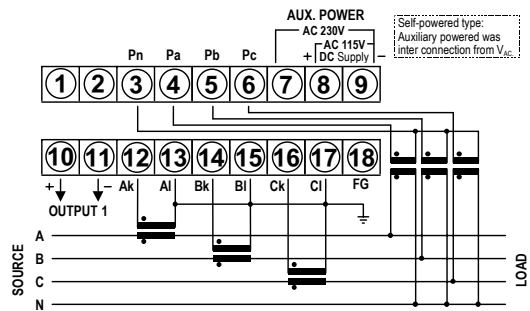 AUX. POWER
AC 230V
AC 115V
+ DC Supply –
Self-powered type:
Auxiliary powered was
inter connection from VAC.
Pn Pa Pb Pc
1 2 3 4 5 6 7 8 9
10 11 12 13 14 15 16 17 18
+ – Ak Al Bk Bl Ck Cl FG
OUTPUT 1
SOURCE
A
B
C
N
LOAD